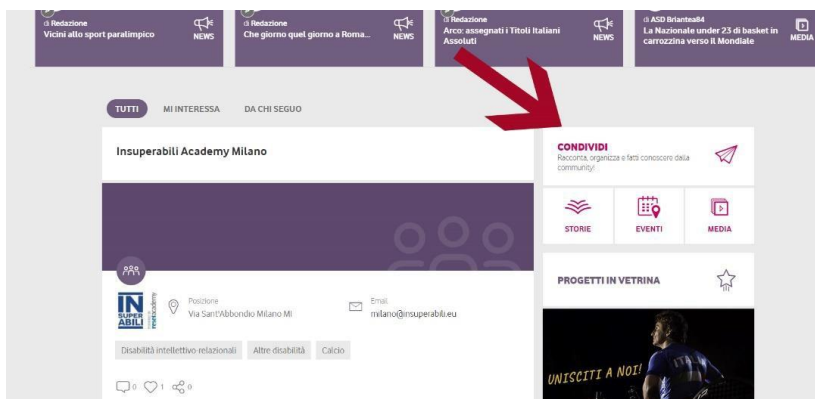 di Redazione
Vicini allo sport paralimpico
NEWS
di Redazione
Che giorno quel giorno a Roma...
NEWS
di Redazione
Arco: assegnati i Titoli Italiani
Assoluti
NEWS
di ASD Briantea84
La Nazionale under 23 di basket in
carrozzina verso il Mondiale
MEDIA
TUTTI
MI INTERESSA
DA CHI SEGUO
Insuperabili Academy Milano
CONDIVIDI
Racconta, organizza e fatti conoscere dalla
community!
STORIE
EVENTI
MEDIA
PROGETTI IN VETRINA
IN
SUPER
ABILI
resetacademy
Posizione
Via Sant'Abbondio Milano MI
Email
milano@insuperabili.eu
Disabilità intellettivo-relazionali
Altre disabilità
Calcio
0
1
0
UNISCITI A NOI!
ITALIA